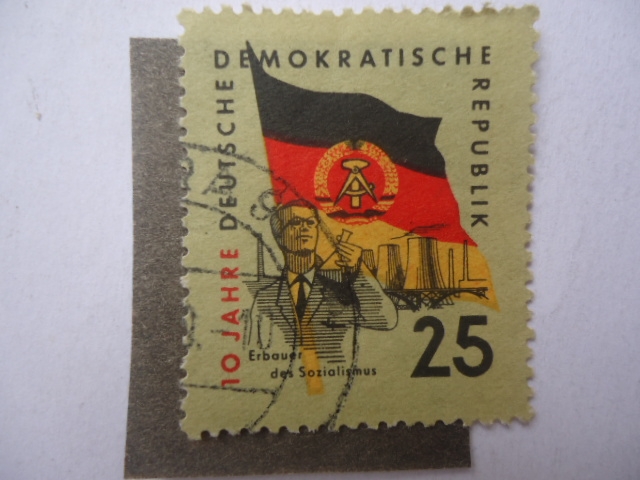 10 JAHRE DEUTSCHE
DEMOKRATISCHE
REPUBLIK
Erbauer
des Sozialismus
25